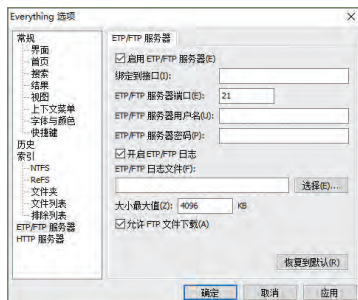 Everything 选项
常规
界面
首页
搜索
结果
视图
上下文菜单
字体与颜色
快捷键
历史
索引
NTFS
ReFS
文件夹
文件列表
排除列表
ETP/FTP 服务器
HTTP 服务器
ETP/FTP 服务器
启用 ETP/FTP 服务器(E)
绑定到接口(I):
ETP/FTP 服务器端口(E): 21
ETP/FTP 服务器用户名(U):
ETP/FTP 服务器密码(P):
开启 ETP/FTP 日志
ETP/FTP 日志文件(F):
选择(E)...
大小最大值(Z): 4096 KB
允许 FTP 文件下载(A)
恢复到默认(R)
确定 取消 应用